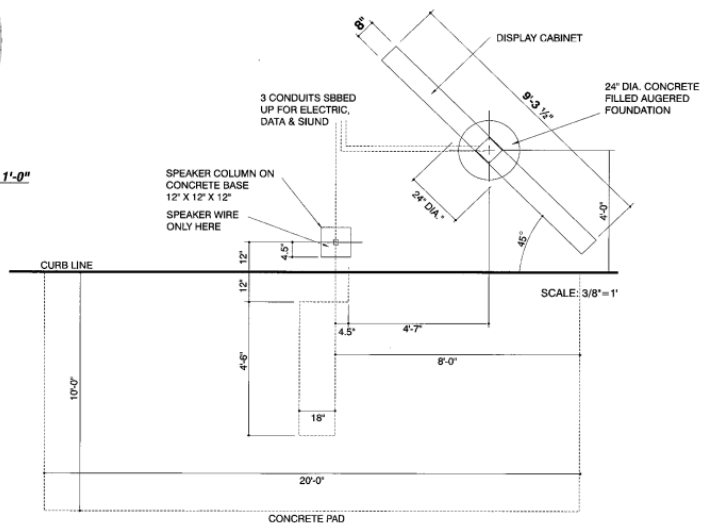 8"
DISPLAY CABINET
9'-3 ½"
24" DIA. CONCRETE
FILLED AUGERED
FOUNDATION
3 CONDUITS SBBED
UP FOR ELECTRIC,
DATA & SIUND
1'-0"
SPEAKER COLUMN ON
CONCRETE BASE
12" X 12" X 12"
SPEAKER WIRE
ONLY HERE
24" DIA."
45°
4'-0"
12"
4.5"
CURB LINE
12"
SCALE: 3/8"=1'
4.5"
4'-7"
4'-6"
8'-0"
10'-0"
18"
20'-0"
CONCRETE PAD